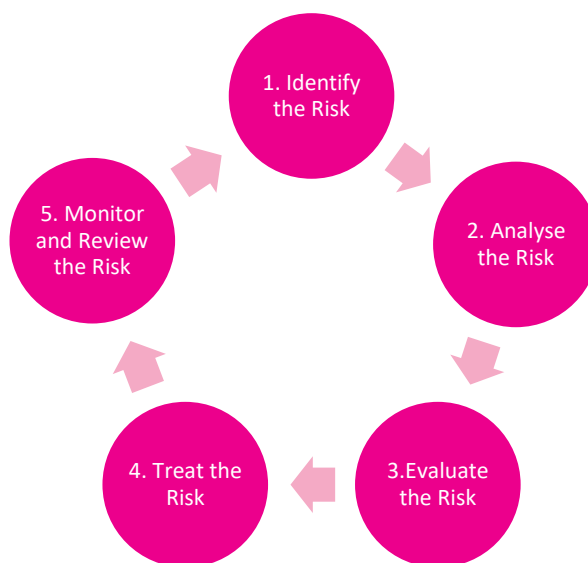 1. Identify
the Risk
2. Analyse
the Risk
3.Evaluate
the Risk
4. Treat the
Risk
5. Monitor
and Review
the Risk